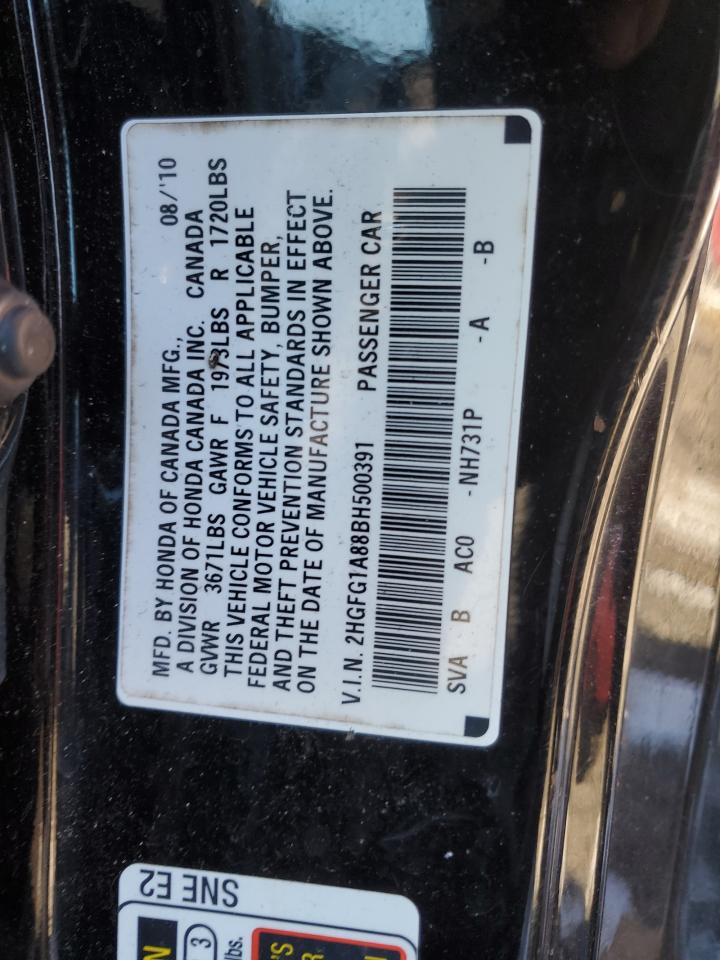 MFD. BY HONDA OF CANADA MFG., 08/'10
A DIVISION OF HONDA CANADA INC. CANADA
GVWR 3671LBS GAWR F 1973LBS R 1720LBS
THIS VEHICLE CONFORMS TO ALL APPLICABLE
FEDERAL MOTOR VEHICLE SAFETY, BUMPER,
AND THEFT PREVENTION STANDARDS IN EFFECT
ON THE DATE OF MANUFACTURE SHOWN ABOVE.
V.I.N. 2HGFG1A88BH500391 PASSENGER CAR
SVA B AC0 -NH731P -A -B
SNE E2
N
3
lbs.
'S
R